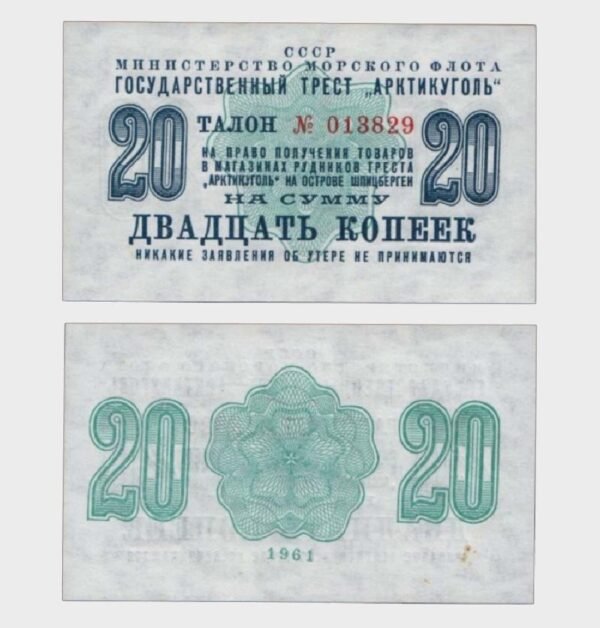 СССР
МИНИСТЕРСТВО МОРСКОГО ФЛОТА
ГОСУДАРСТВЕННЫЙ ТРЕСТ „АРКТИКУГОЛЬ“
20 ТАЛОН № 013829 20
НА ПРАВО ПОЛУЧЕНИЯ ТОВАРОВ
В МАГАЗИНАХ РУДНИКОВ ТРЕСТА
„АРКТИКУГОЛЬ“ НА ОСТРОВЕ ШПИЦБЕРГЕН
НА СУММУ
ДВАДЦАТЬ КОПЕЕК
НИКАКИЕ ЗАЯВЛЕНИЯ ОБ УТЕРЕ НЕ ПРИНИМАЮТСЯ
20 20
1961